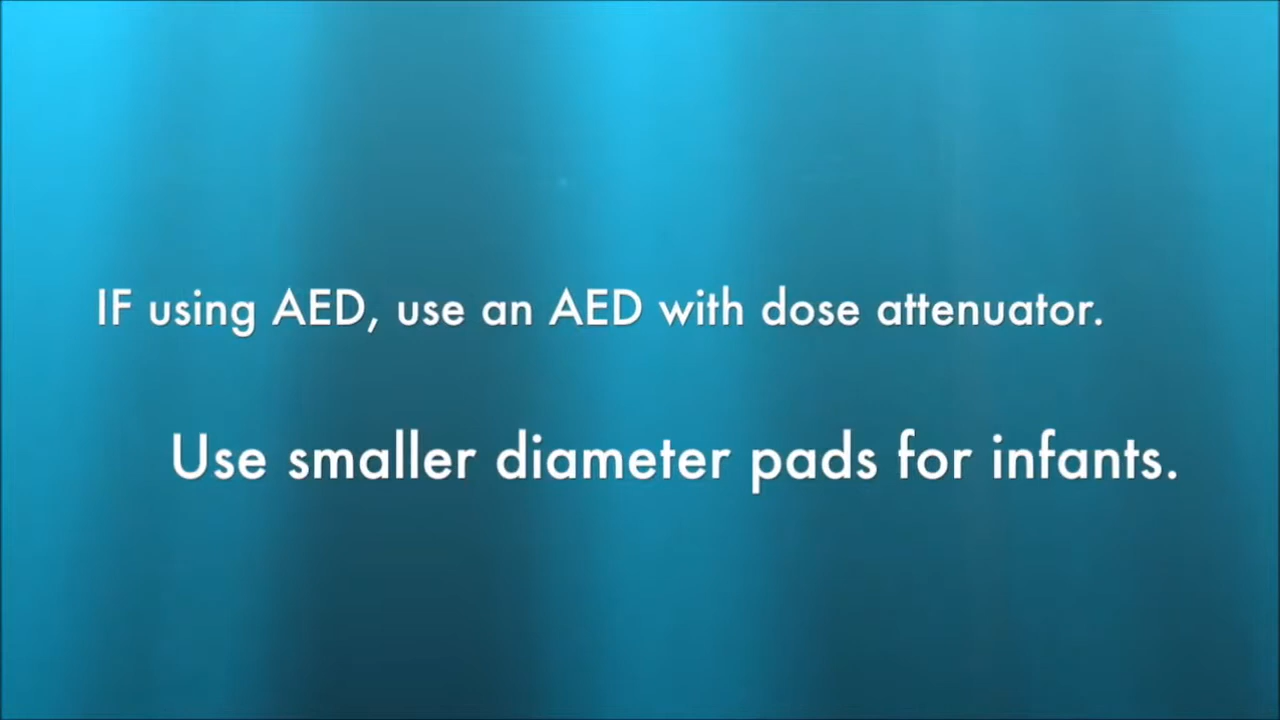 IF using AED, use an AED with dose attenuator.
Use smaller diameter pads for infants.